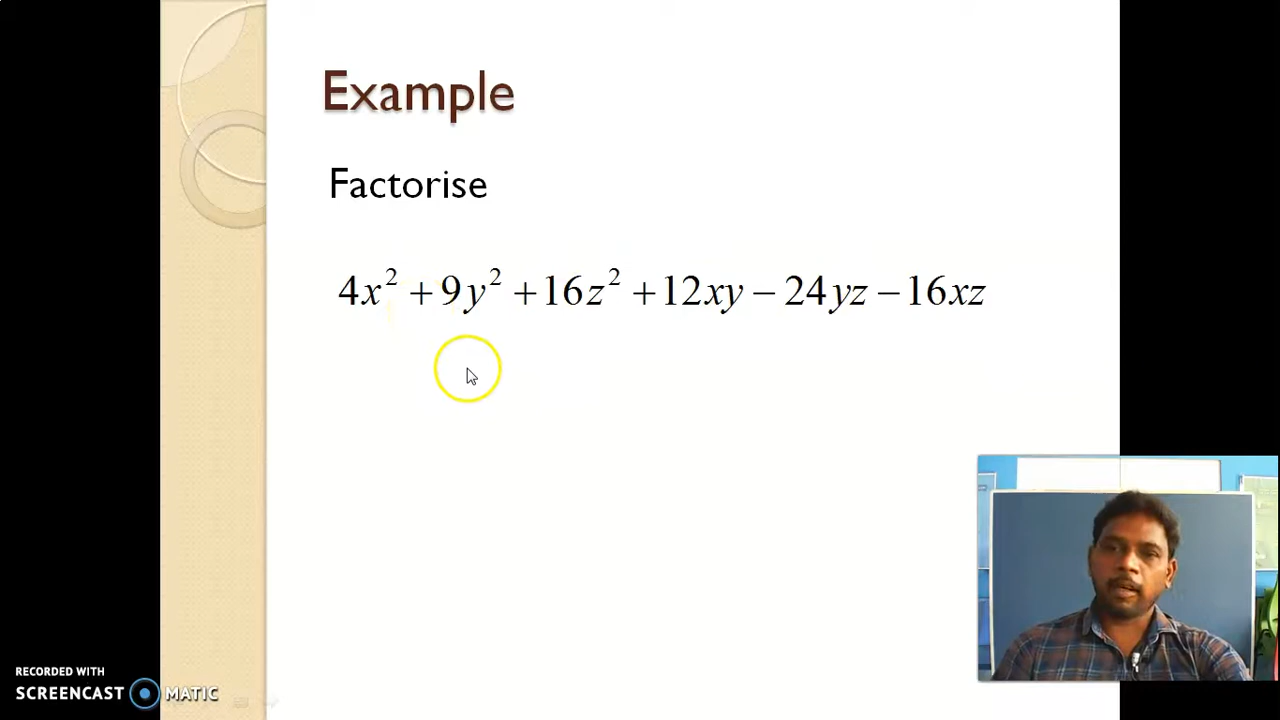 Example
Factorise
4x² + 9y² + 16z² + 12xy − 24yz − 16xz
RECORDED WITH
SCREENCAST MATIC